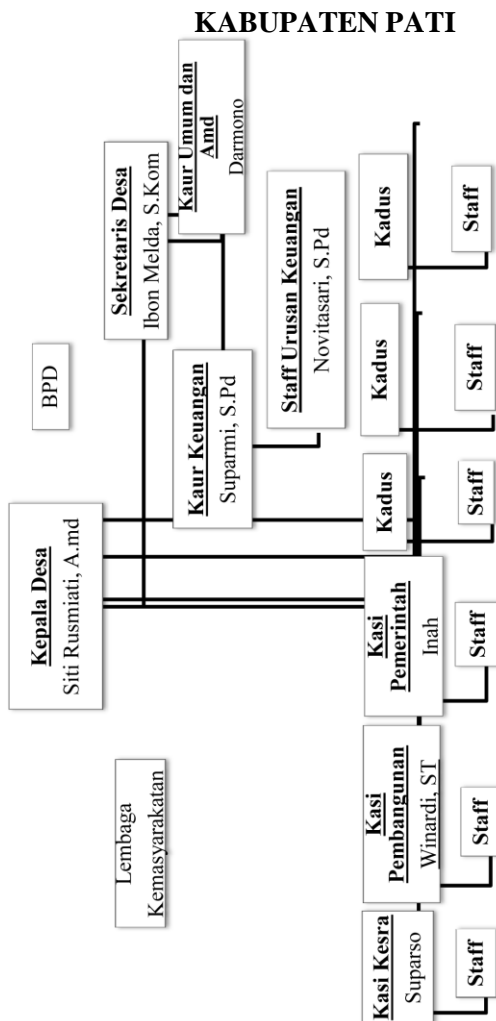 KABUPATEN PATI
BPD
Kepala Desa
Siti Rusmiati, A.md
Lembaga
Kemasyarakatan
Sekretaris Desa
Ibon Melda, S.Kom
Kaur Umum dan
Amd
Darmono
Kaur Keuangan
Suparmi, S.Pd
Staff Urusan Keuangan
Novitasari, S.Pd
Kasi Kesra
Suparso
Kasi
Pembangunan
Winardi, ST
Kasi
Pemerintah
Inah
Kadus
Kadus
Kadus
Staff
Staff
Staff
Staff
Staff
Staff